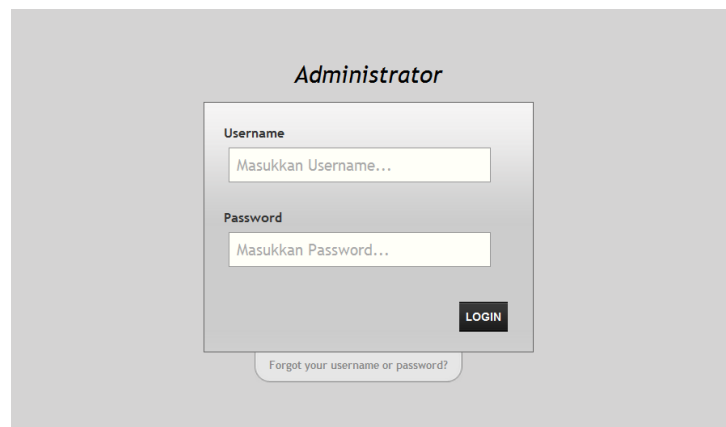 Administrator
Username
Masukkan Username...
Password
Masukkan Password...
LOGIN
Forgot your username or password?